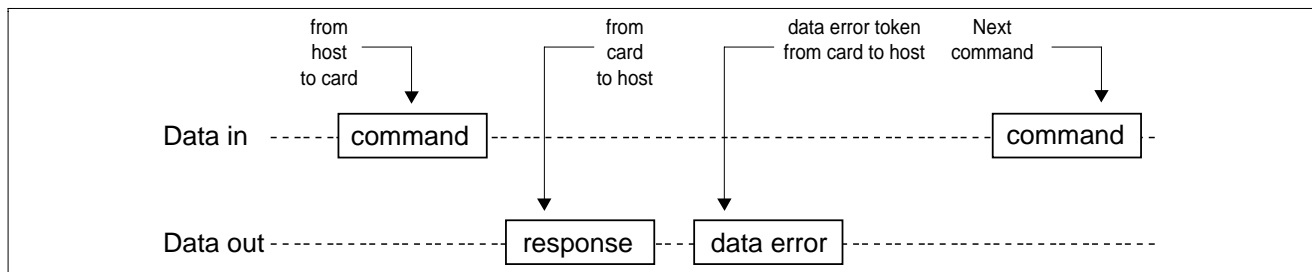 from
host
to card
from
card
to host
data error token
from card to host
Next
command
Data in
command
command
Data out
response
data error